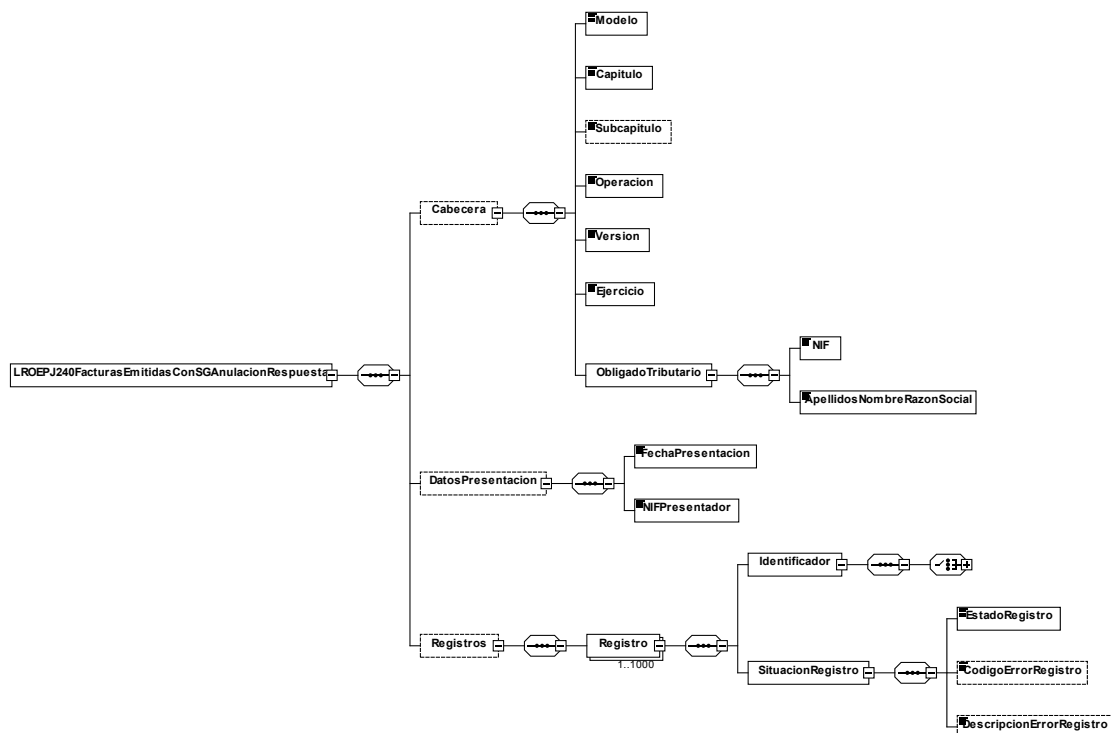 Modelo
Capitulo
Subcapitulo
Operacion
Cabecera
Version
Ejercicio
NIF
LROEPJ240FacturasEmitidasConSGAnulacionRespuesta
ObligadoTributario
ApellidosNombreRazonSocial
FechaPresentacion
DatosPresentacion
NIFPresentador
Identificador
EstadoRegistro
Registros
Registro
1..1000
SituacionRegistro
CodigoErrorRegistro
DescripcionErrorRegistro